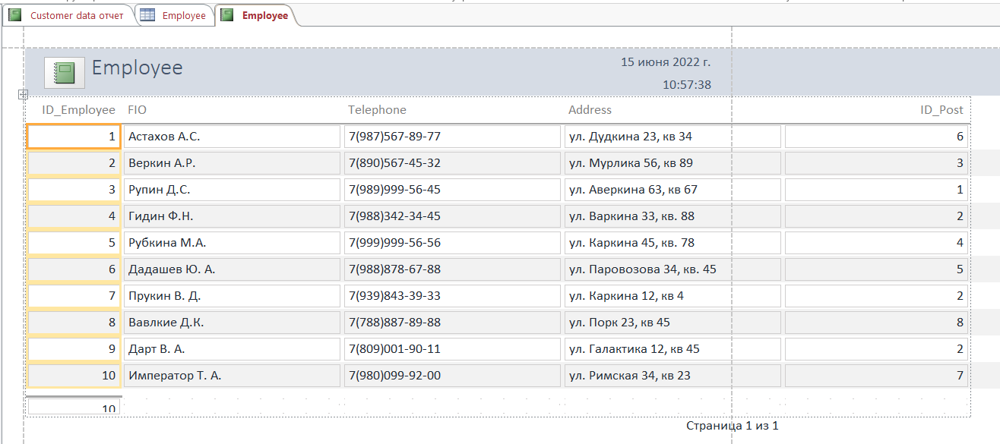 Customer data отчет Employee Employee
Employee
15 июня 2022 г.
10:57:38
ID_Employee FIO Telephone Address ID_Post
1 Астахов А.С. 7(987)567-89-77 ул. Дудкина 23, кв 34 6
2 Веркин А.Р. 7(890)567-45-32 ул. Мурлика 56, кв 89 3
3 Рупин Д.С. 7(989)999-56-45 ул. Аверкина 63, кв 67 1
4 Гидин Ф.Н. 7(988)342-34-45 ул. Варкина 33, кв. 88 2
5 Рубкина М.А. 7(999)999-56-56 ул. Каркина 45, кв. 78 4
6 Дадашев Ю. А. 7(988)878-67-88 ул. Паровозова 34, кв. 45 5
7 Прукин В. Д. 7(939)843-39-33 ул. Каркина 12, кв 4 2
8 Вавлкие Д.К. 7(788)887-89-88 ул. Порк 23, кв 45 8
9 Дарт В. А. 7(809)001-90-11 ул. Галактика 12, кв 45 2
10 Император Т. А. 7(980)099-92-00 ул. Римская 34, кв 23 7
10
Страница 1 из 1